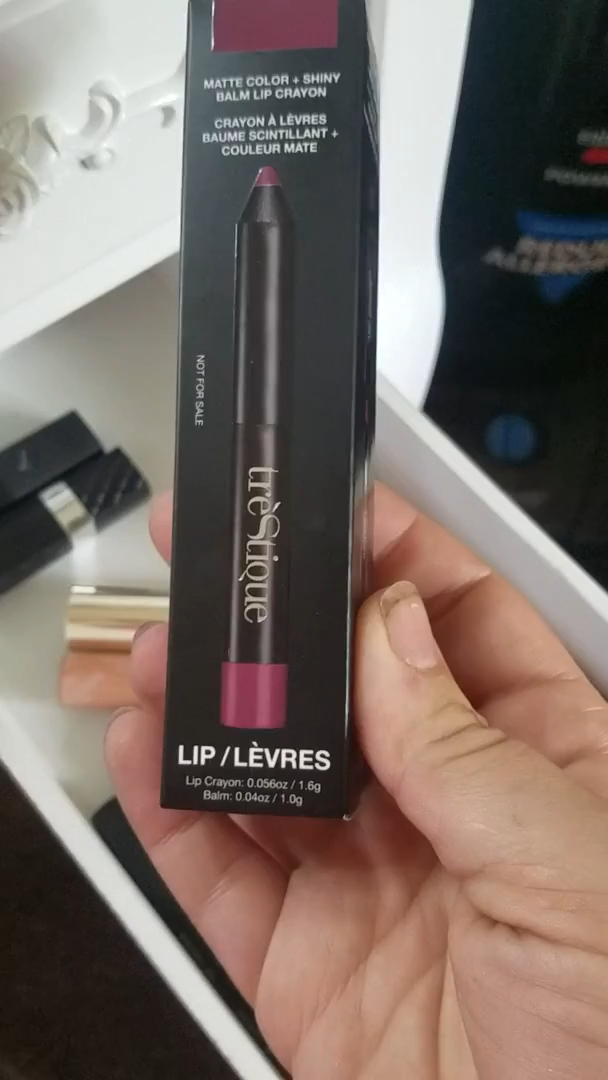 MATTE COLOR + SHINY
BALM LIP CRAYON
CRAYON À LÈVRES
BAUME SCINTILLANT +
COULEUR MATE
NOT FOR SALE
trèStique
LIP / LÈVRES
Lip Crayon: 0.056oz / 1.6g
Balm: 0.04oz / 1.0g